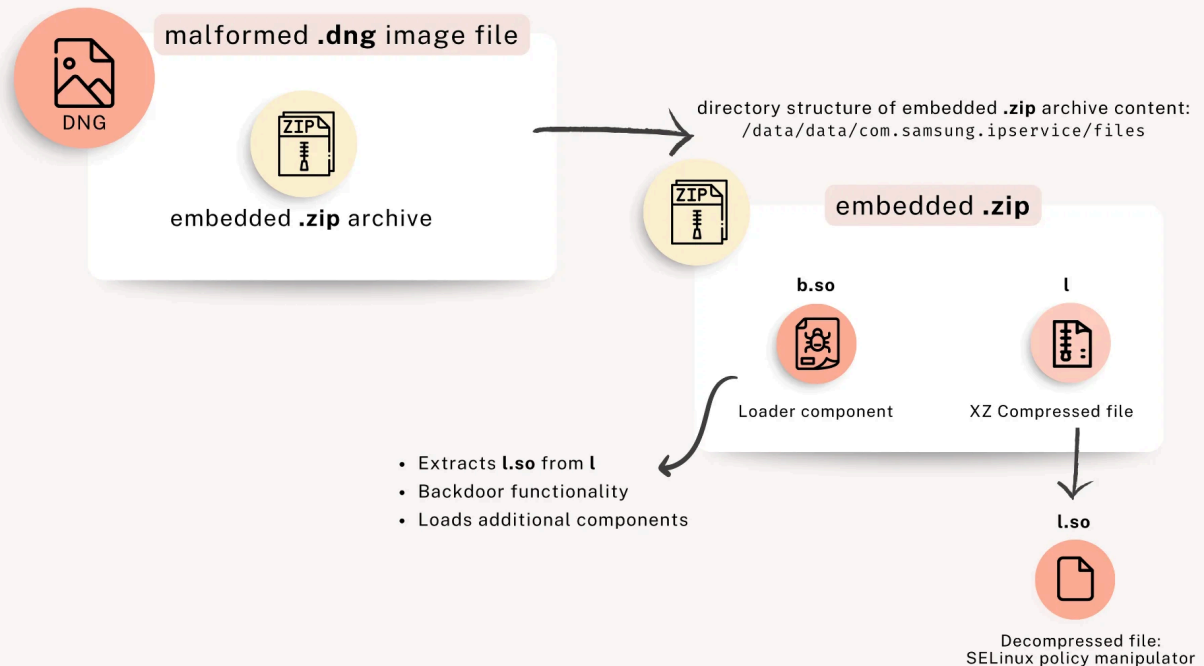 malformed .dng image file
DNG
ZIP
embedded .zip archive
directory structure of embedded .zip archive content:
/data/data/com.samsung.ipservice/files
ZIP
embedded .zip
b.so
l
Loader component
XZ Compressed file
• Extracts l.so from l
• Backdoor functionality
• Loads additional components
l.so
Decompressed file:
SELinux policy manipulator